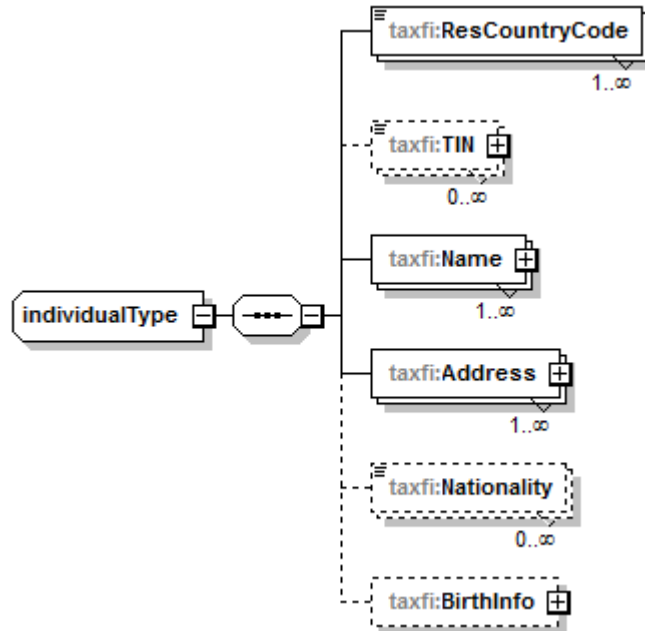 taxfi:ResCountryCode
1..∞
taxfi:TIN
0..∞
taxfi:Name
1..∞
individualType
taxfi:Address
1..∞
taxfi:Nationality
0..∞
taxfi:BirthInfo